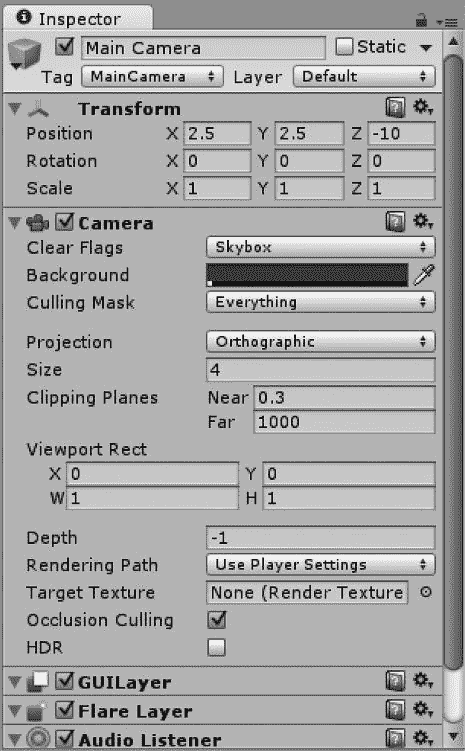 Inspector
Main Camera Static
Tag MainCamera Layer Default
Transform
Position X 2.5 Y 2.5 Z -10
Rotation X 0 Y 0 Z 0
Scale X 1 Y 1 Z 1
Camera
Clear Flags Skybox
Background
Culling Mask Everything
Projection Orthographic
Size 4
Clipping Planes Near 0.3
Far 1000
Viewport Rect
X 0 Y 0
W 1 H 1
Depth -1
Rendering Path Use Player Settings
Target Texture None (Render Texture
Occlusion Culling
HDR
GUILayer
Flare Layer
Audio Listener